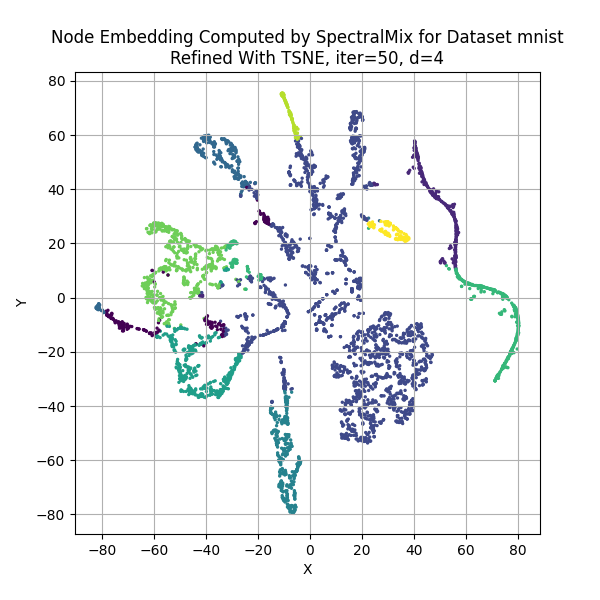 Node Embedding Computed by SpectralMix for Dataset mnist
Refined With TSNE, iter=50, d=4
80
60
40
20
0
−20
−40
−60
−80
Y
−80 −60 −40 −20 0 20 40 60 80
X